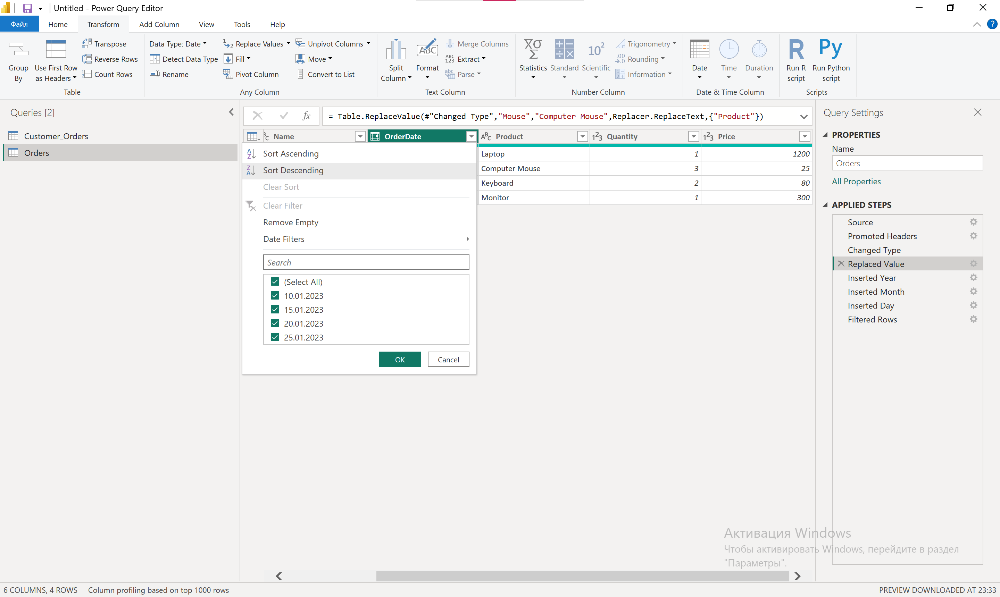 Untitled - Power Query Editor
Файл Home Transform Add Column View Tools Help
Group By
Use First Row as Headers
Transpose
Reverse Rows
Count Rows
Table
Data Type: Date
Detect Data Type
Rename
Replace Values
Fill
Pivot Column
Unpivot Columns
Move
Convert to List
Any Column
Split Column
Format
Merge Columns
Extract
Parse
Text Column
Statistics
Standard
Scientific
Trigonometry
Rounding
Information
Number Column
Date
Time
Duration
Date & Time Column
Run R script
Run Python script
Scripts
Queries [2]
Customer_Orders
Orders
= Table.ReplaceValue(#"Changed Type","Mouse","Computer Mouse",Replacer.ReplaceText,{"Product"})
Name OrderDate Product Quantity Price
Laptop 1 1200
Computer Mouse 3 25
Keyboard 2 80
Monitor 1 300
Sort Ascending
Sort Descending
Clear Sort
Clear Filter
Remove Empty
Date Filters
Search
(Select All)
10.01.2023
15.01.2023
20.01.2023
25.01.2023
OK Cancel
Query Settings
PROPERTIES
Name
Orders
All Properties
APPLIED STEPS
Source
Promoted Headers
Changed Type
Replaced Value
Inserted Year
Inserted Month
Inserted Day
Filtered Rows
Активация Windows
Чтобы активировать Windows, перейдите в раздел
"Параметры".
6 COLUMNS, 4 ROWS Column profiling based on top 1000 rows PREVIEW DOWNLOADED AT 23:33